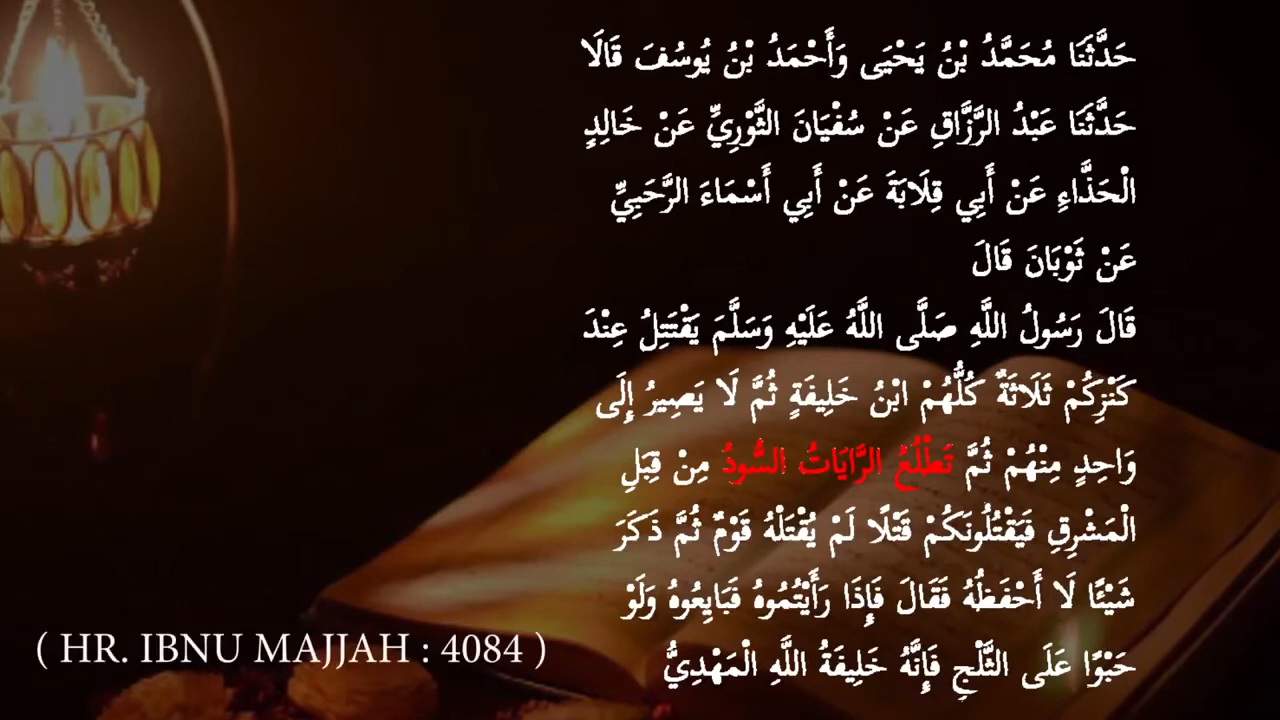 حَدَّثَنَا مُحَمَّدُ بْنُ يَحْيَى وَأَحْمَدُ بْنُ يُوسُفَ قَالَا
حَدَّثَنَا عَبْدُ الرَّزَّاقِ عَنْ سُفْيَانَ الثَّوْرِيِّ عَنْ خَالِدٍ
الْحَذَّاءِ عَنْ أَبِي قِلَابَةَ عَنْ أَبِي أَسْمَاءَ الرَّحَبِيِّ
عَنْ ثَوْبَانَ قَالَ
قَالَ رَسُولُ اللَّهِ صَلَّى اللَّهُ عَلَيْهِ وَسَلَّمَ يَقْتَتِلُ عِنْدَ
كَنْزِكُمْ ثَلَاثَةٌ كُلُّهُمْ ابْنُ خَلِيفَةٍ ثُمَّ لَا يَصِيرُ إِلَى
وَاحِدٍ مِنْهُمْ ثُمَّ تَطْلُعُ الرَّايَاتُ السُّودُ مِنْ قِبَلِ
الْمَشْرِقِ فَيَقْتُلُونَكُمْ قَتْلًا لَمْ يُقْتَلْهُ قَوْمٌ ثُمَّ ذَكَرَ
شَيْئًا لَا أَحْفَظُهُ فَقَالَ فَإِذَا رَأَيْتُمُوهُ فَبَايِعُوهُ وَلَوْ
حَبْوًا عَلَى الثَّلْجِ فَإِنَّهُ خَلِيفَةُ اللَّهِ الْمَهْدِيُّ
( HR. IBNU MAJJAH : 4084 )